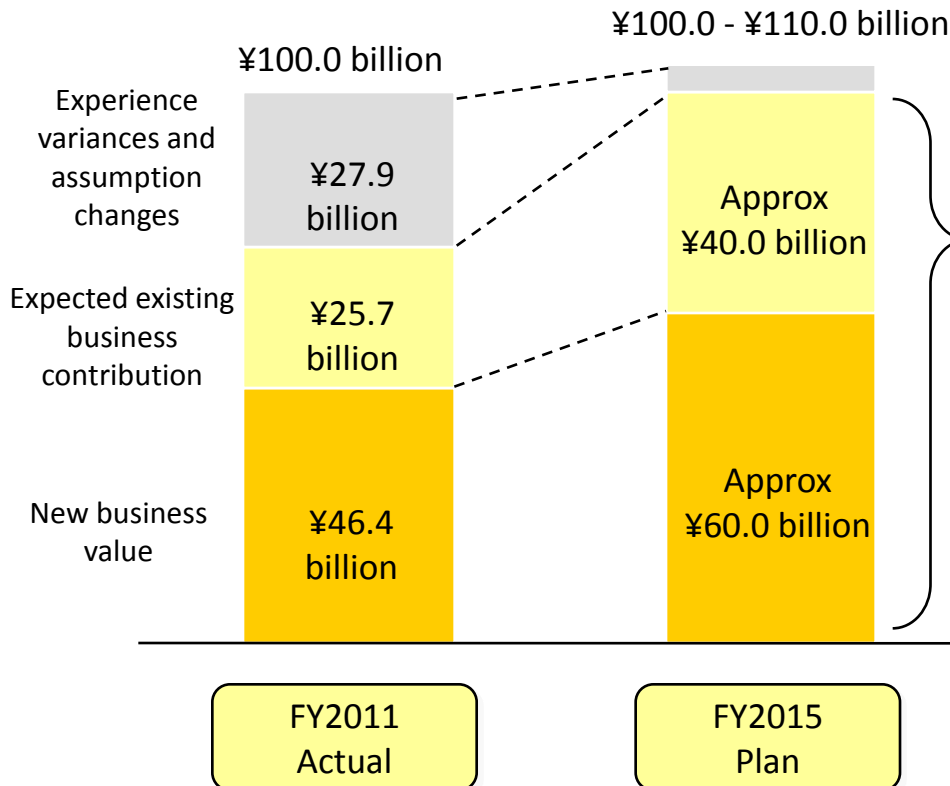 ¥100.0 - ¥110.0 billion
¥100.0 billion
Experience
variances and
assumption
changes
¥27.9
billion
Approx
¥40.0 billion
Expected existing
business
contribution
¥25.7
billion
New business
value
¥46.4
billion
Approx
¥60.0 billion
FY2011
Actual
FY2015
Plan